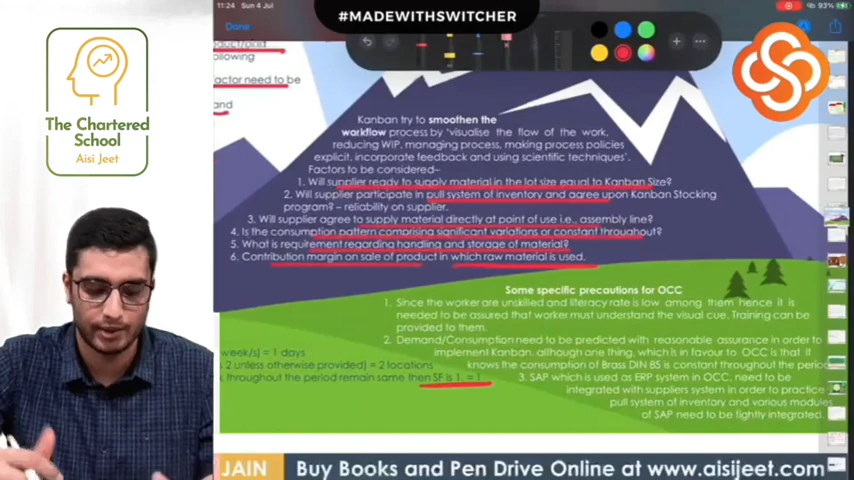 11:24 Sun 4 Jul
#MADEWITHSWITCHER
93%
Done
The Chartered
School
Aisi Jeet
ollowing
actor need to be
and
Kanban try to smoothen the
workflow process by 'visualise the flow of the work,
reducing WIP, managing process, making process policies
explicit, incorporate feedback and using scientific techniques'.
Factors to be considered–
1. Will supplier ready to supply material in the lot size equal to Kanban Size?
2. Will supplier participate in pull system of inventory and agree upon Kanban Stocking
program? – reliability on supplier.
3. Will supplier agree to supply material directly at point of use i.e., assembly line?
4. Is the consumption pattern comprising significant variations or constant throughout?
5. What is requirement regarding handling and storage of material?
6. Contribution margin on sale of product in which raw material is used.
Some specific precautions for OCC
1. Since the worker are unskilled and literacy rate is low among them hence it is
needed to be assured that worker must understand the visual cue. Training can be
provided to them.
2. Demand/Consumption need to be predicted with reasonable assurance in order to
implement Kanban, although one thing, which is in favour to OCC is that it
knows the consumption of Brass DIN 85 is constant throughout the period
3. SAP which is used as ERP system in OCC, need to be
integrated with suppliers system in order to practice
pull system of inventory and various modules
of SAP need to be tightly integrated.
week/s) = 1 days
2 unless otherwise provided) = 2 locations
throughout the period remain same then SF is 1. = 1
JAIN
Buy Books and Pen Drive Online at www.aisijeet.com